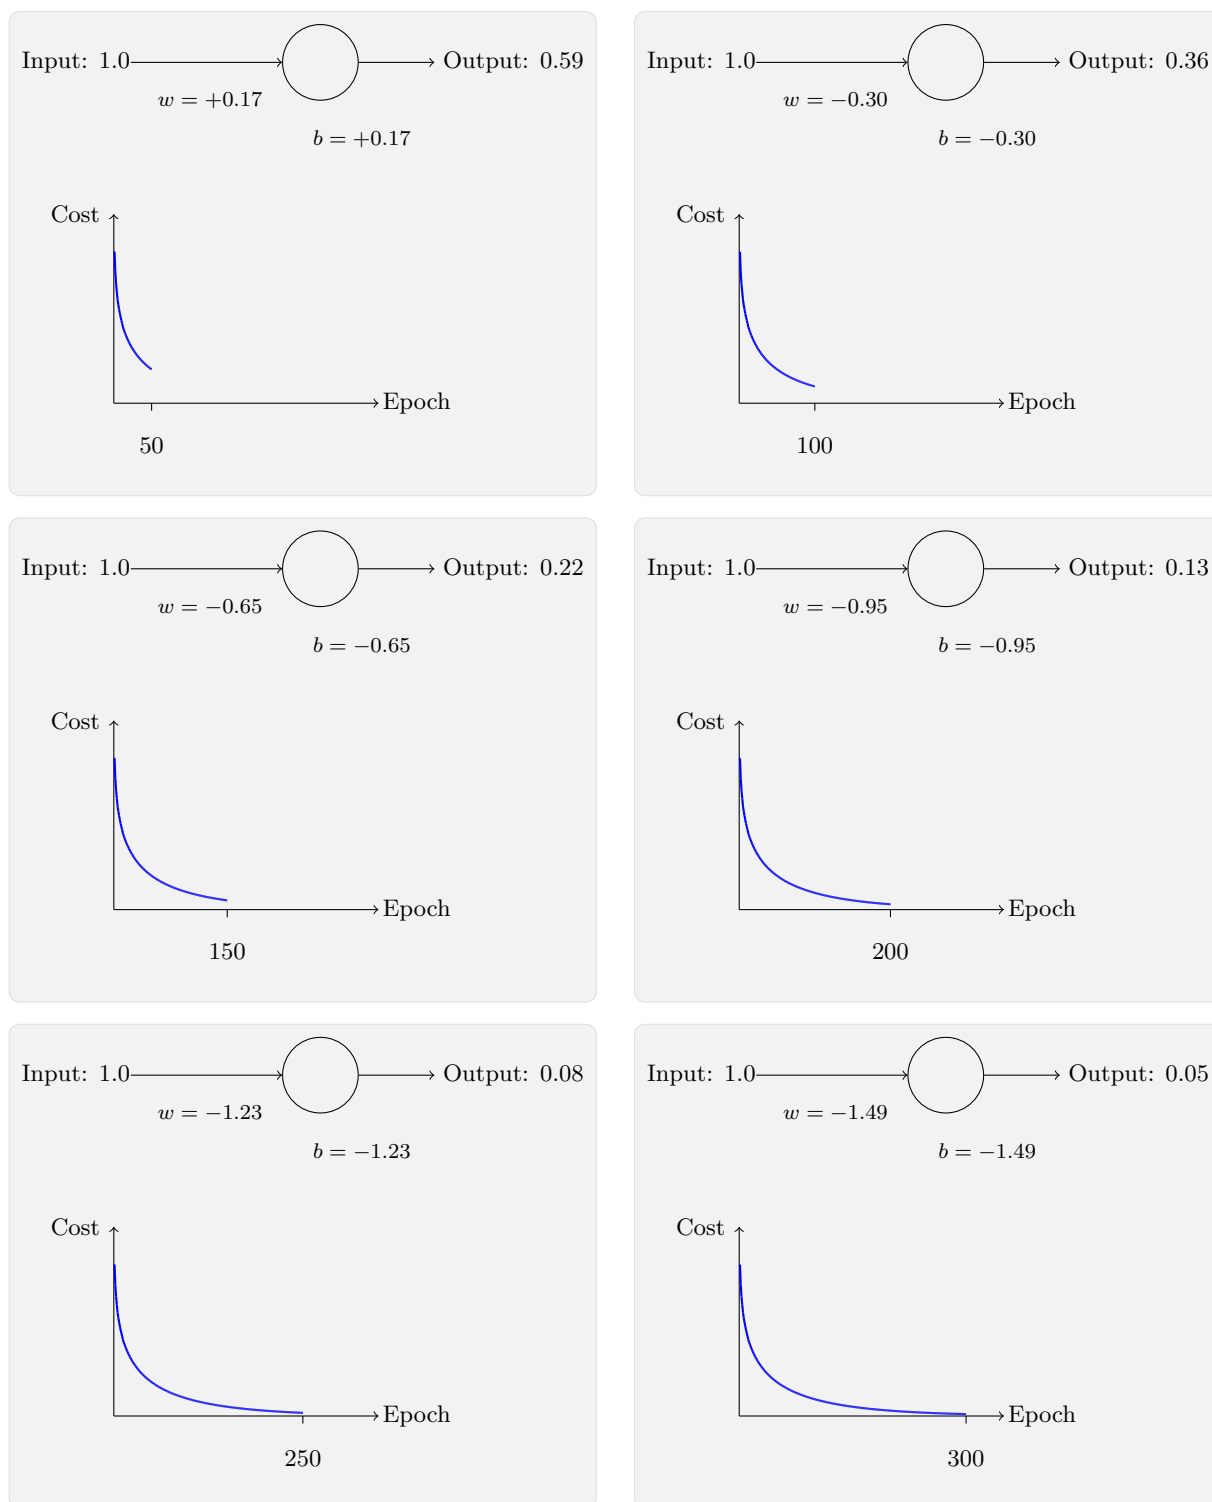 Input: 1.0 Output: 0.59
w = +0.17
b = +0.17
Cost
Epoch
50
Input: 1.0 Output: 0.36
w = −0.30
b = −0.30
Cost
Epoch
100
Input: 1.0 Output: 0.22
w = −0.65
b = −0.65
Cost
Epoch
150
Input: 1.0 Output: 0.13
w = −0.95
b = −0.95
Cost
Epoch
200
Input: 1.0 Output: 0.08
w = −1.23
b = −1.23
Cost
Epoch
250
Input: 1.0 Output: 0.05
w = −1.49
b = −1.49
Cost
Epoch
300